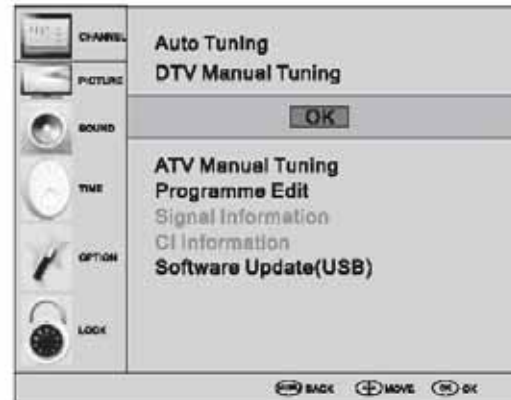 CHANNEL
PICTURE
SOUND
TIME
OPTION
LOCK
Auto Tuning
DTV Manual Tuning
OK
ATV Manual Tuning
Programme Edit
Signal Information
CI Information
Software Update(USB)
BACK MOVE OK OK